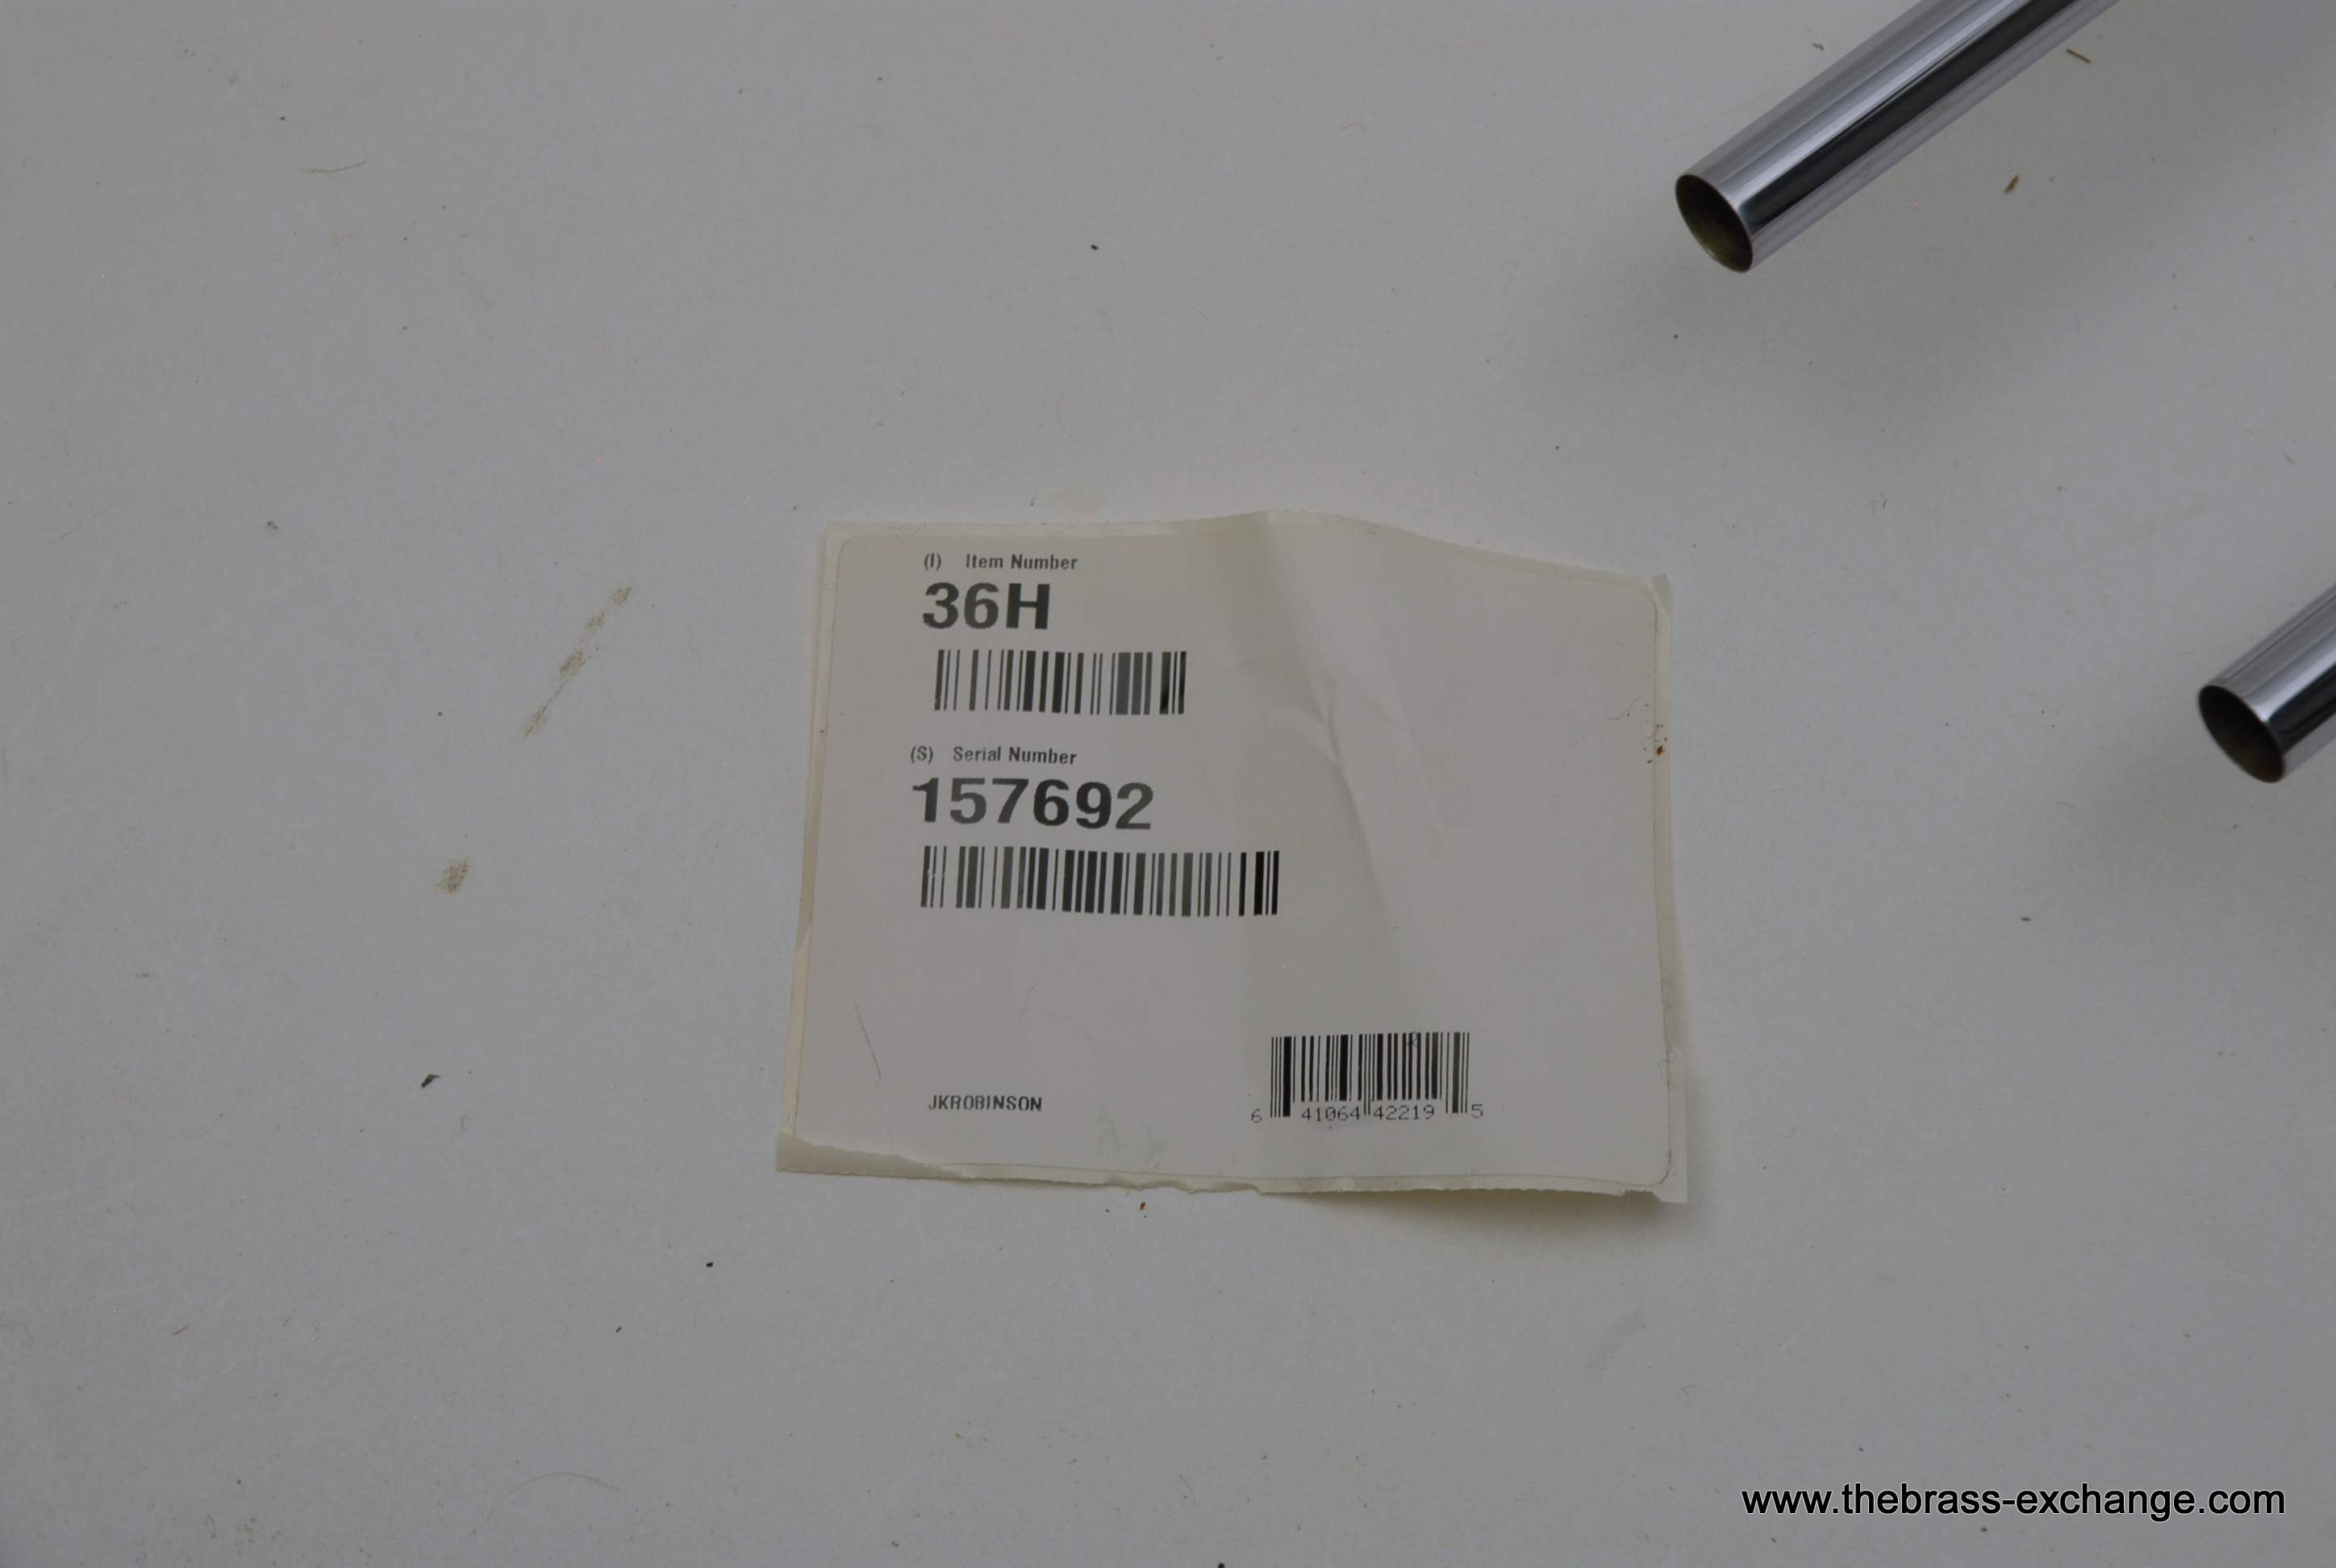 (I) Item Number
36H
(S) Serial Number
157692
JKROBINSON
6 41064 42219 5
www.thebrass-exchange.com